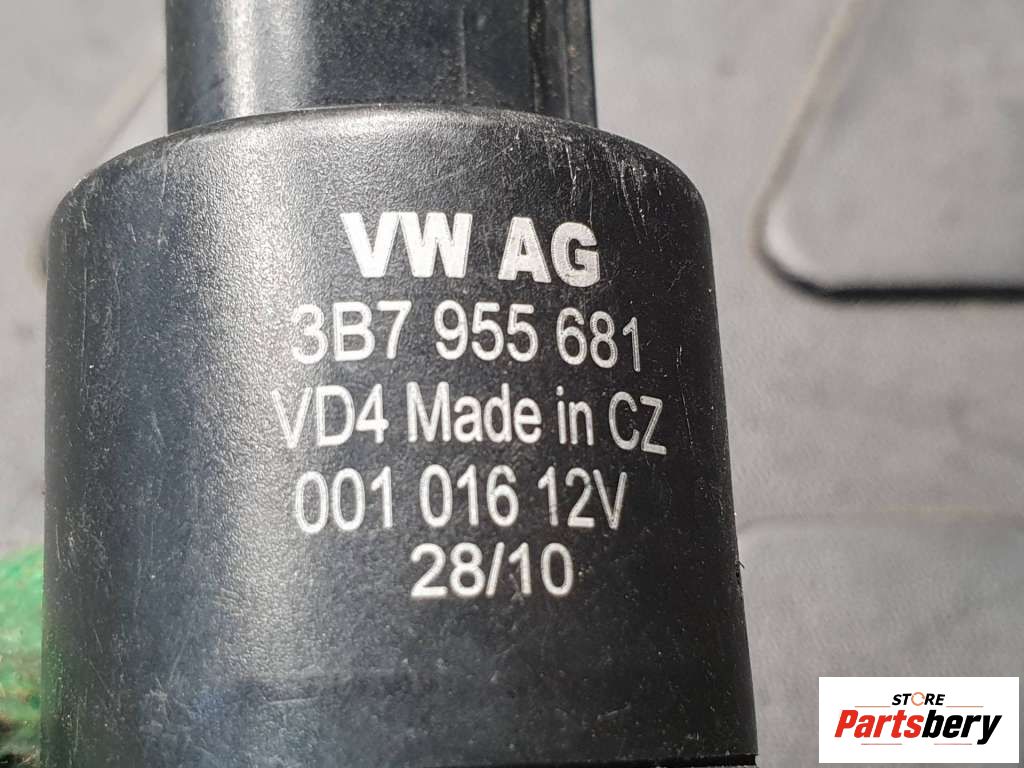 VW AG
3B7 955 681
VD4 Made in CZ
001 016 12V
28/10
STORE
Partsbery